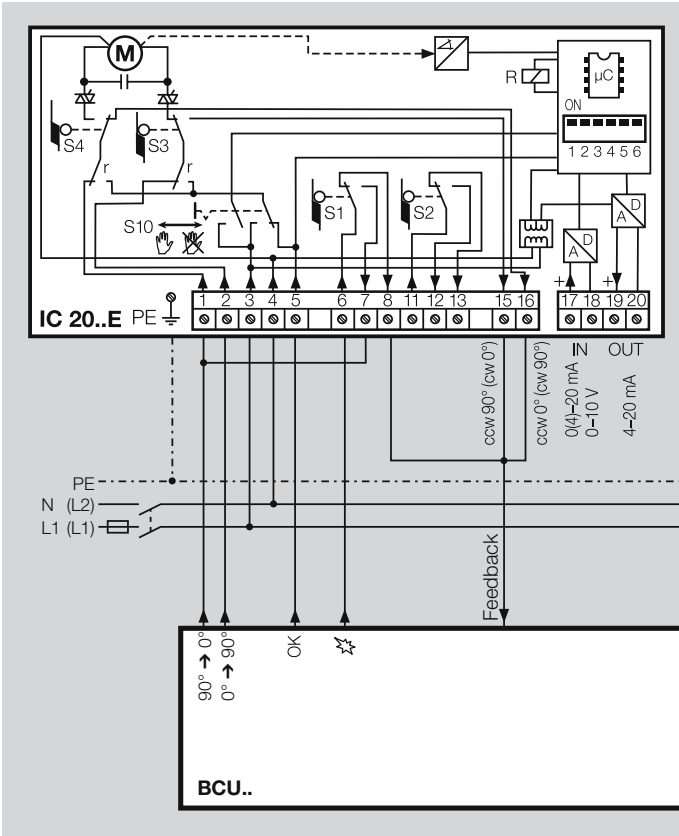 M
R
µC
ON
1 2 3 4 5 6
S4
S3
r
r
S10
S1
S2
D
A
D
A
+
+
1 2 3 4 5 6 7 8 11 12 13 15 16 17 18 19 20
IC 20..E
PE
ccw 90° (cw 0°)
ccw 0° (cw 90°)
IN
0(4)–20 mA
0–10 V
OUT
4–20 mA
PE
N (L2)
L1 (L1)
Feedback
90° → 0°
0° → 90°
OK
BCU..